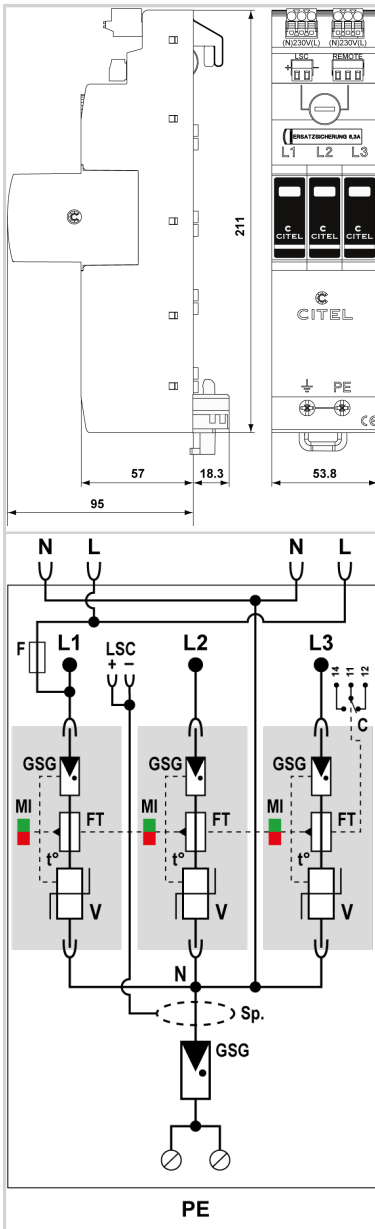 (N)230V(L) (N)230V(L)
LSC REMOTE
+ -
ERSATZSICHERUNG 6,3A
L1 L2 L3
C C C
CITEL CITEL CITEL
C
CITEL
PE
CE
211
57 18.3 53.8
95
N L N L
F L1 LSC L2 L3
+ -
14 11 12
C
GSG GSG GSG
MI FT MI FT MI FT
t° t° t°
V V V
N
Sp.
GSG
PE